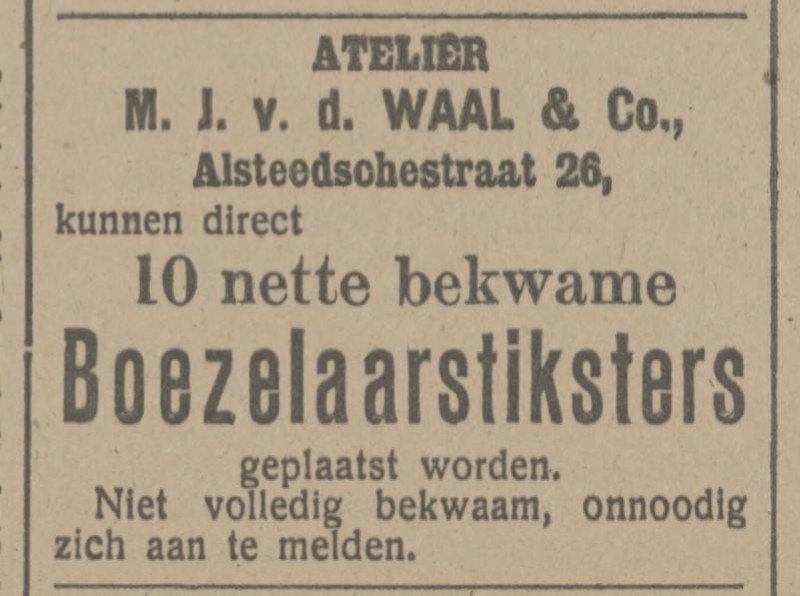 ATELIER
M. J. v. d. WAAL & Co.,
Alsteedschestraat 26,
kunnen direct
10 nette bekwame
Boezelaarstiksters
geplaatst worden.
Niet volledig bekwaam, onnoodig
zich aan te melden.